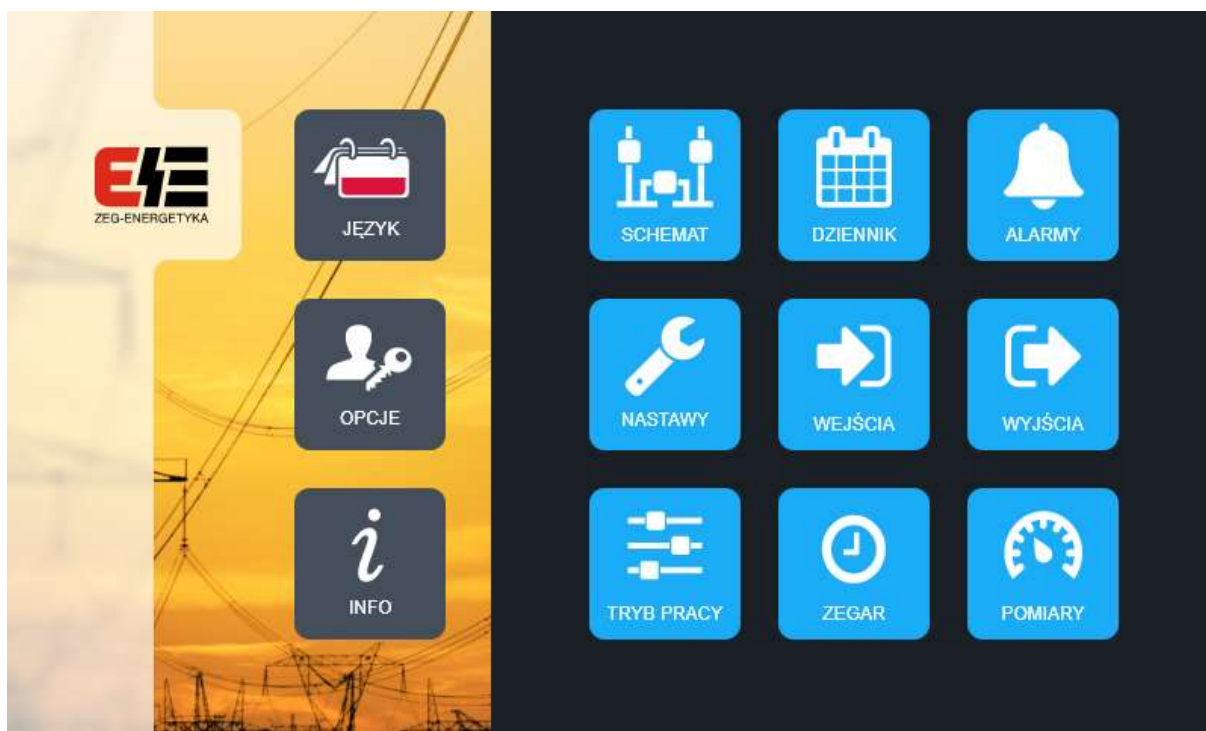 ZEG-ENERGETYKA
JĘZYK
OPCJE
INFO
SCHEMAT
DZIENNIK
ALARMY
NASTAWY
WEJŚCIA
WYJŚCIA
TRYB PRACY
ZEGAR
POMIARY